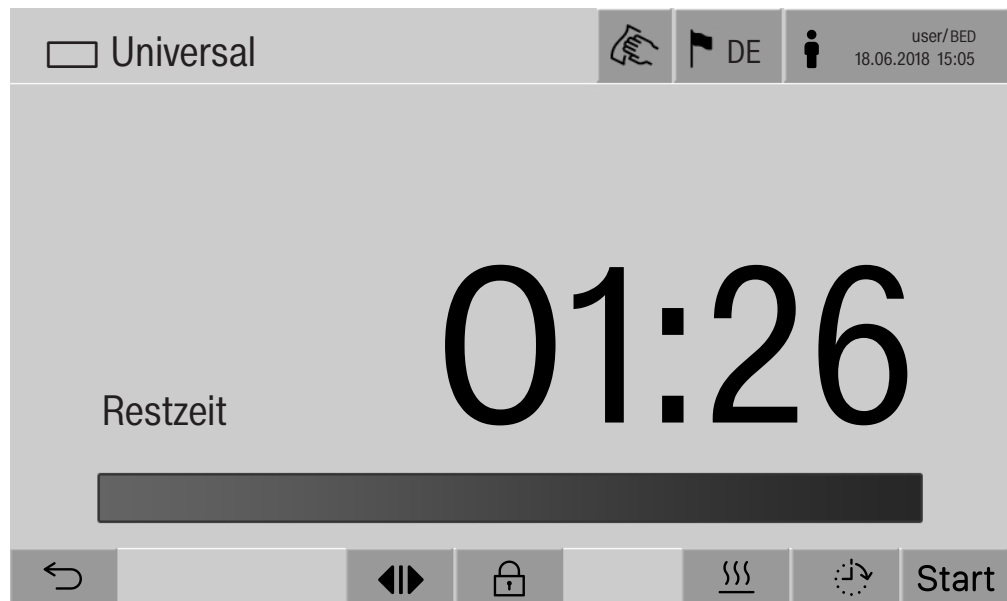 Universal
DE
user/BED
18.06.2018 15:05
01:26
Restzeit
Start